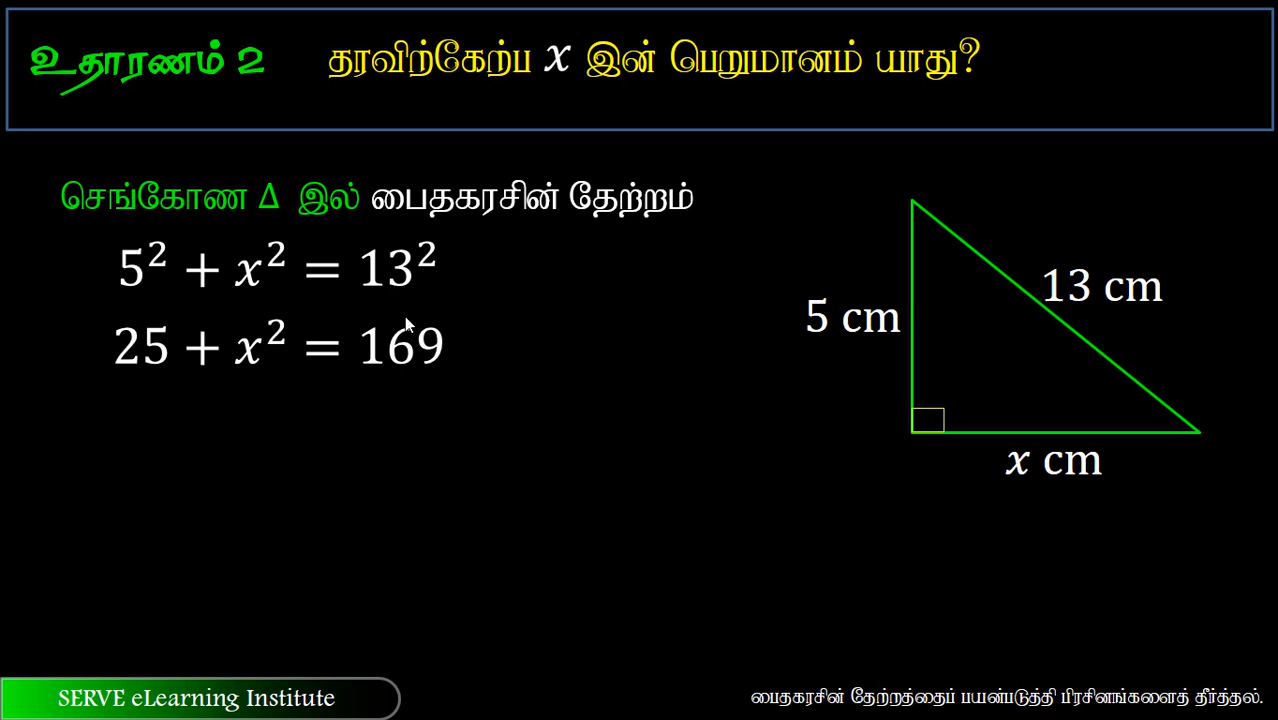 உதாரணம் 2
தரவிற்கேற்ப x இன் பெறுமானம் யாது?
செங்கோண Δ இல் பைதகரசின் தேற்றம்
5² + x² = 13²
25 + x² = 169
13 cm
5 cm
x cm
SERVE eLearning Institute
பைதகரசின் தேற்றத்தைப் பயன்படுத்தி பிரசினங்களைத் தீர்த்தல்.